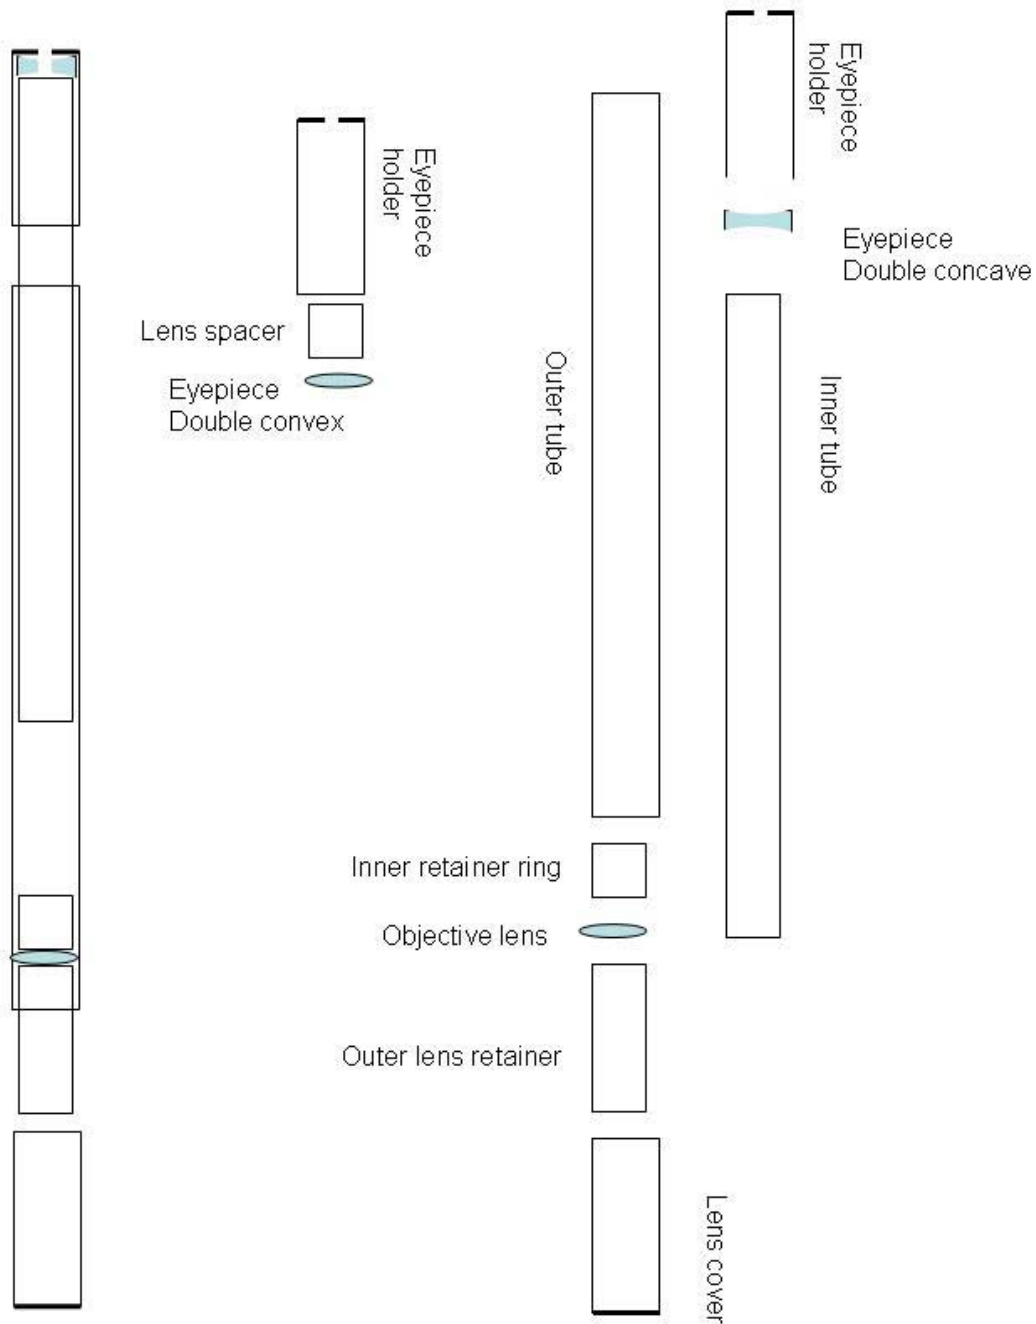 Eyepiece
holder
Eyepiece
holder
Lens spacer
Eyepiece
Double convex
Eyepiece
Double concave
Outer tube
Inner tube
Inner retainer ring
Objective lens
Outer lens retainer
Lens cover